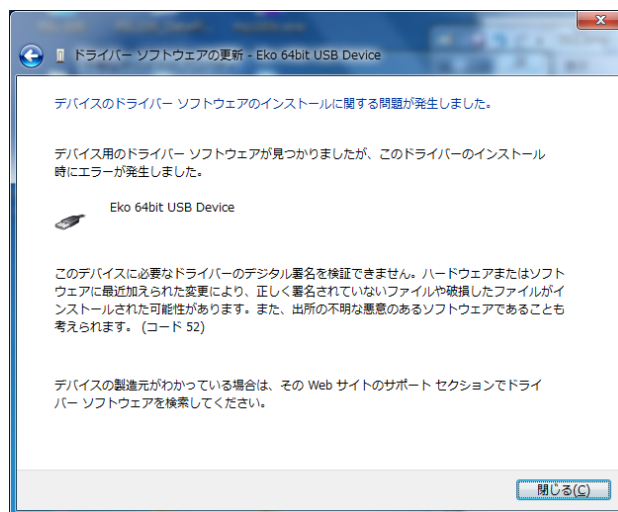 ドライバー ソフトウェアの更新 - Eko 64bit USB Device
デバイスのドライバー ソフトウェアのインストールに関する問題が発生しました。
デバイス用のドライバー ソフトウェアが見つかりましたが、このドライバーのインストール
時にエラーが発生しました。
Eko 64bit USB Device
このデバイスに必要なドライバーのデジタル署名を検証できません。ハードウェアまたはソフト
ウェアに最近加えられた変更により、正しく署名されていないファイルや破損したファイルがイ
ンストールされた可能性があります。また、出所の不明な悪意のあるソフトウェアであることも
考えられます。 (コード 52)
デバイスの製造元がわかっている場合は、その Web サイトのサポート セクションでドライ
バー ソフトウェアを検索してください。
閉じる(C)